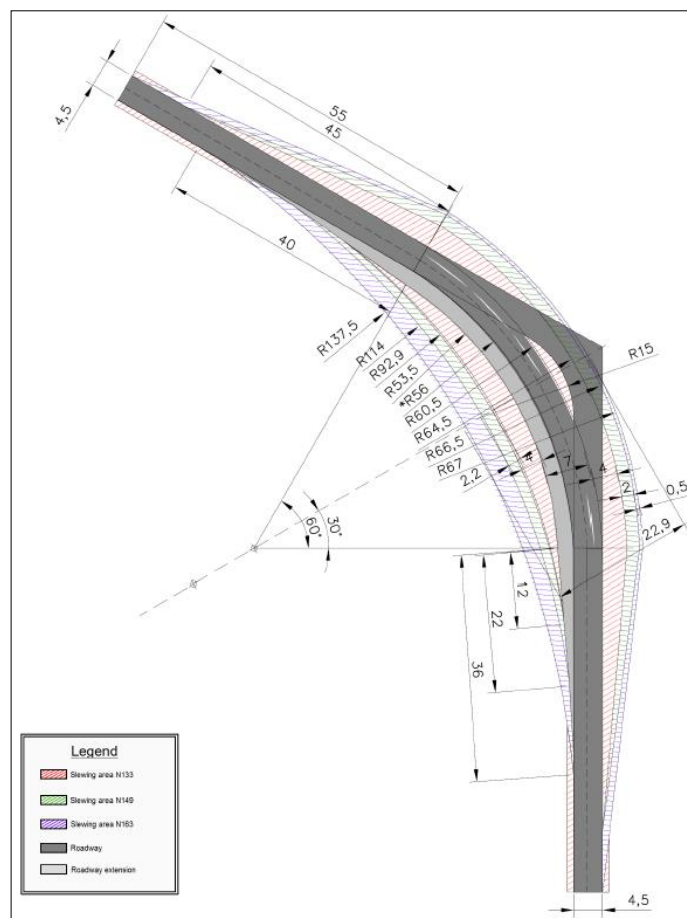 55
45
4,5
40
R137,5
R114
R92,9
R53,5
*R56
R60,5
R64,5
R66,5
R67
R15
2,2
4
7
4
2
0,5
22,9
60°
30°
12
22
36
4,5
Legend
Slewing area N133
Slewing area N149
Slewing area N163
Roadway
Roadway extension